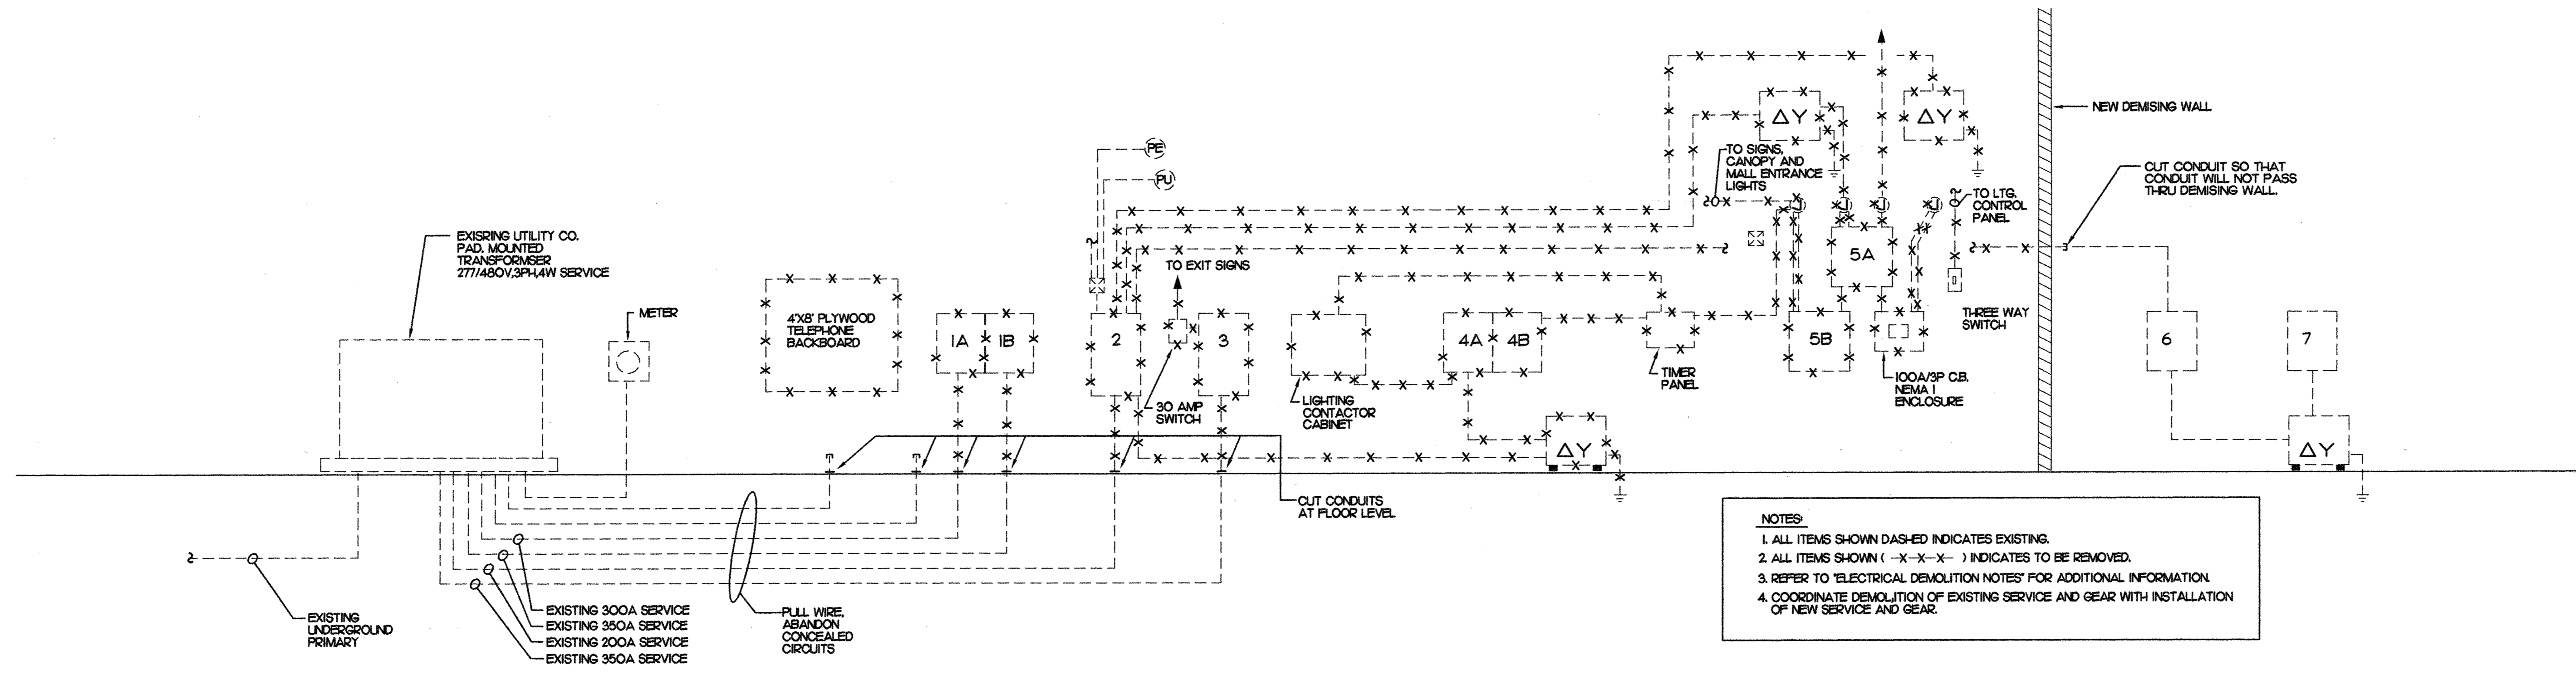 EXISRING UTILITY CO.
PAD. MOUNTED
TRANSFORMSER
277/480V,3PH,4W SERVICE
METER
4'X8' PLYWOOD
TELEPHONE
BACKBOARD
1A
1B
PE
PU
2
TO EXIT SIGNS
30 AMP
SWITCH
3
LIGHTING
CONTACTOR
CABINET
4A
4B
TIMER
PANEL
TO SIGNS,
CANOPY AND
MALL ENTRANCE
LIGHTS
ΔY
ΔY
5A
5B
TO LTG.
CONTROL
PANEL
THREE WAY
SWITCH
100A/3P C.B.
NEMA 1
ENCLOSURE
ΔY
NEW DEMISING WALL
CUT CONDUIT SO THAT
CONDUIT WILL NOT PASS
THRU DEMISING WALL.
6
7
ΔY
CUT CONDUITS
AT FLOOR LEVEL
EXISTING
UNDERGROUND
PRIMARY
EXISTING 300A SERVICE
EXISTING 350A SERVICE
EXISTING 200A SERVICE
EXISTING 350A SERVICE
PULL WIRE,
ABANDON
CONCEALED
CIRCUITS
NOTES:
1. ALL ITEMS SHOWN DASHED INDICATES EXISTING.
2. ALL ITEMS SHOWN ( —X—X—X— ) INDICATES TO BE REMOVED.
3. REFER TO "ELECTRICAL DEMOLITION NOTES" FOR ADDITIONAL INFORMATION.
4. COORDINATE DEMOL,ITION OF EXISTING SERVICE AND GEAR WITH INSTALLATION
OF NEW SERVICE AND GEAR.